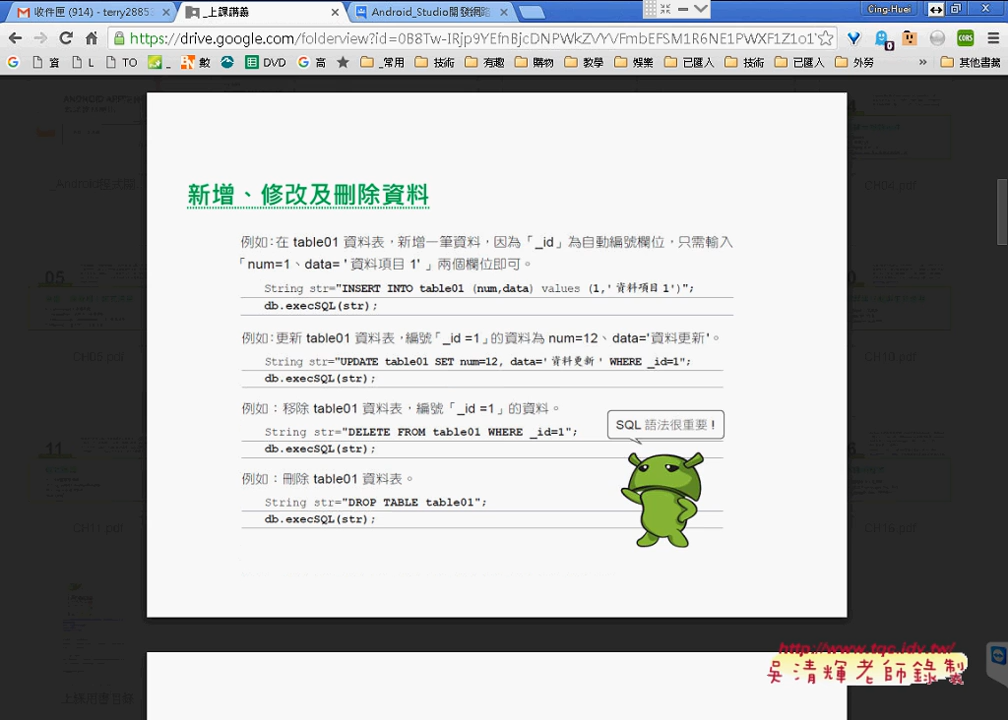 收件匣 (914) - terry2885
_上課講義
Android_Studio開發網路
Cing-Huei
https://drive.google.com/folderview?id=0B8Tw-IRjp9YEfnBjcDNPWkZVYVFmbEFSM1R6NE1PWXF1Z1o1
資 L TO _ 數 DVD 高 _常用 技術 有趣 購物 教學 娛樂 已匯入 技術 已匯入 外勞 » 其他書籤
新增、修改及刪除資料
例如:在 table01 資料表,新增一筆資料,因為「_id」為自動編號欄位,只需輸入
「num=1、data= ' 資料項目 1' 」兩個欄位即可。
String str="INSERT INTO table01 (num,data) values (1,' 資料項目 1')";
db.execSQL(str);
例如:更新 table01 資料表,編號「_id =1」的資料為 num=12、data='資料更新'。
String str="UPDATE table01 SET num=12, data=' 資料更新 ' WHERE _id=1";
db.execSQL(str);
例如：移除 table01 資料表，編號「_id =1」的資料。
String str="DELETE FROM table01 WHERE _id=1";
db.execSQL(str);
SQL 語法很重要！
例如：刪除 table01 資料表。
String str="DROP TABLE table01";
db.execSQL(str);
CH04.pdf
05
CH05.pdf
CH10.pdf
11
CH11.pdf
CH16.pdf
http://www.tqc.idv.tw/
吳清輝老師錄製